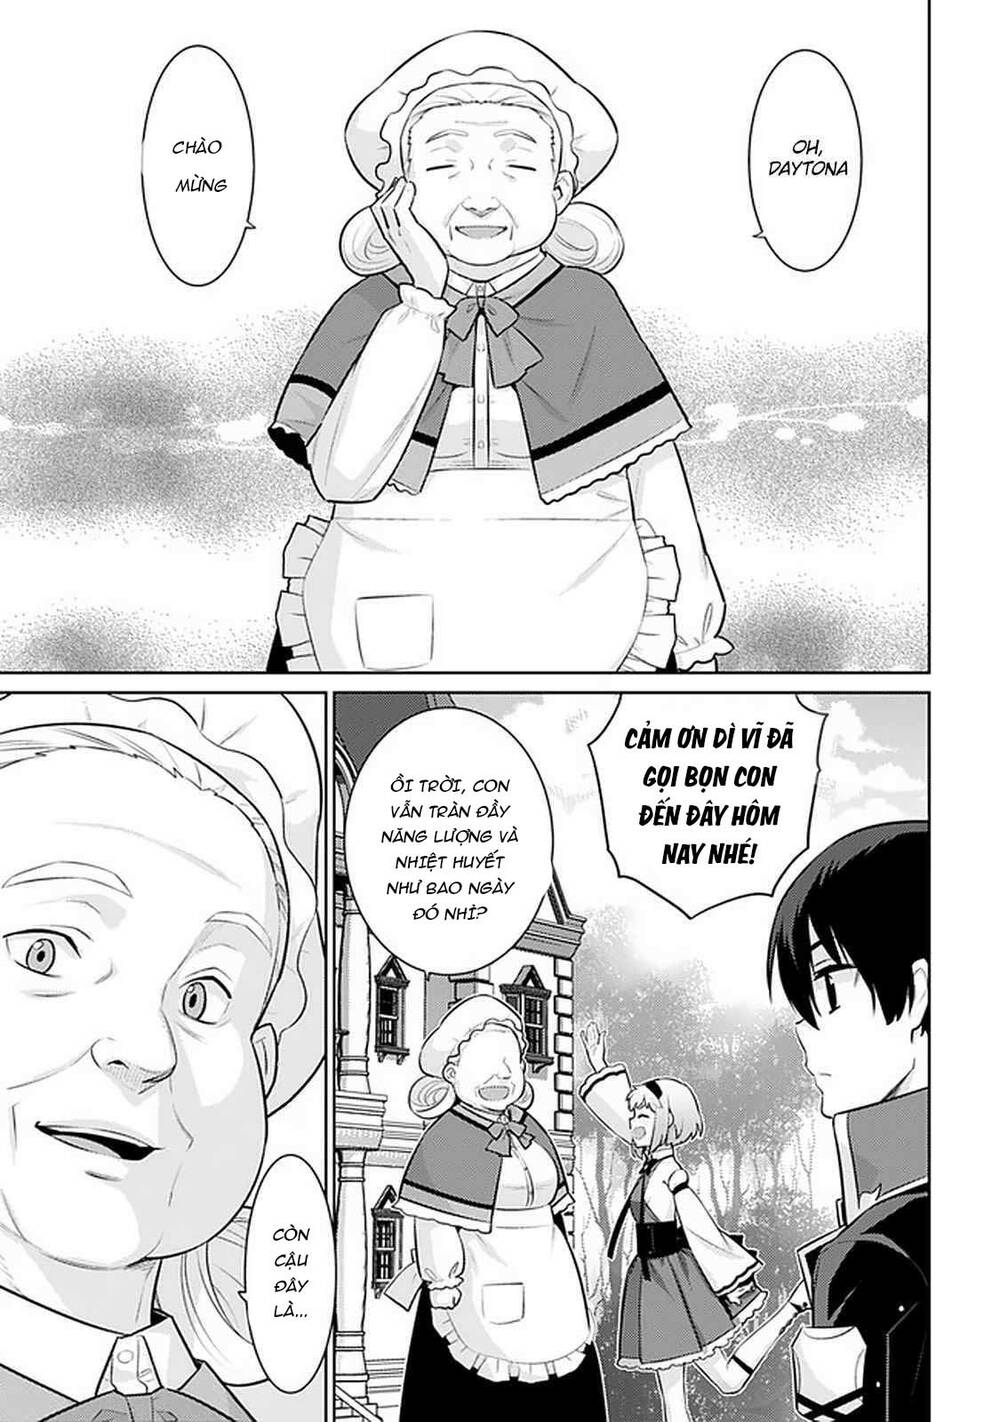 OH,
DAYTONA
CHÀO
MỪNG
CẢM ƠN DÌ VĨ ĐÃ
GỌI BỌN CON
ĐẾN ĐÂY HÔM
NAY NHÉ!
ỒI TRỜI, CON
VẪN TRÀN ĐẦY
NĂNG LƯỢNG VÀ
NHIỆT HUYẾT
NHƯ BAO NGÀY
ĐÓ NHỈ?
CÒN
CẬU
ĐÂY
LÀ...